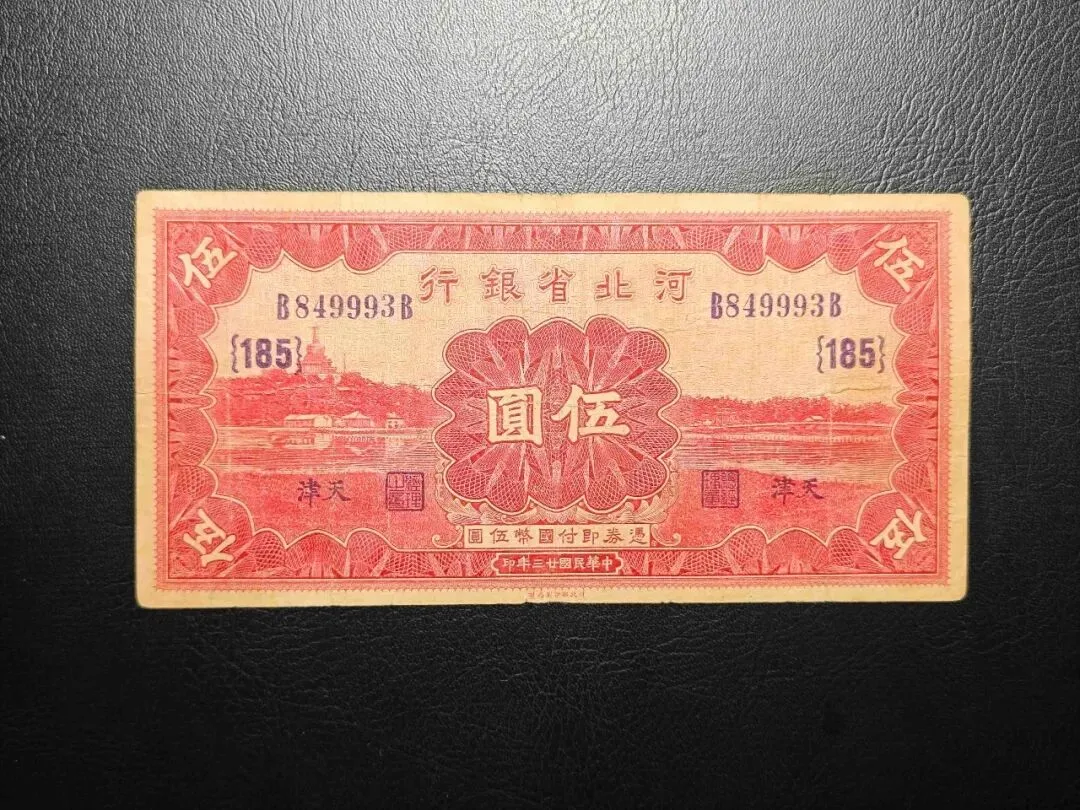 伍 伍
河北省銀行
B849993B B849993B
{185} {185}
伍圓
天津 天津
憑券即付國幣伍圓
中華民國廿三年印
伍 伍